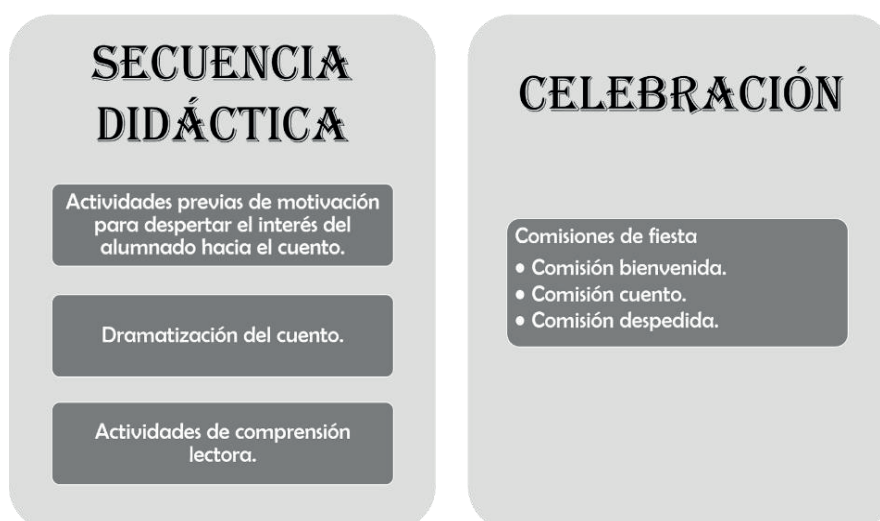 SECUENCIA
DIDÁCTICA
Actividades previas de motivación
para despertar el interés del
alumnado hacia el cuento.
Dramatización del cuento.
Actividades de comprensión
lectora.
CELEBRACIÓN
Comisiones de fiesta
• Comisión bienvenida.
• Comisión cuento.
• Comisión despedida.